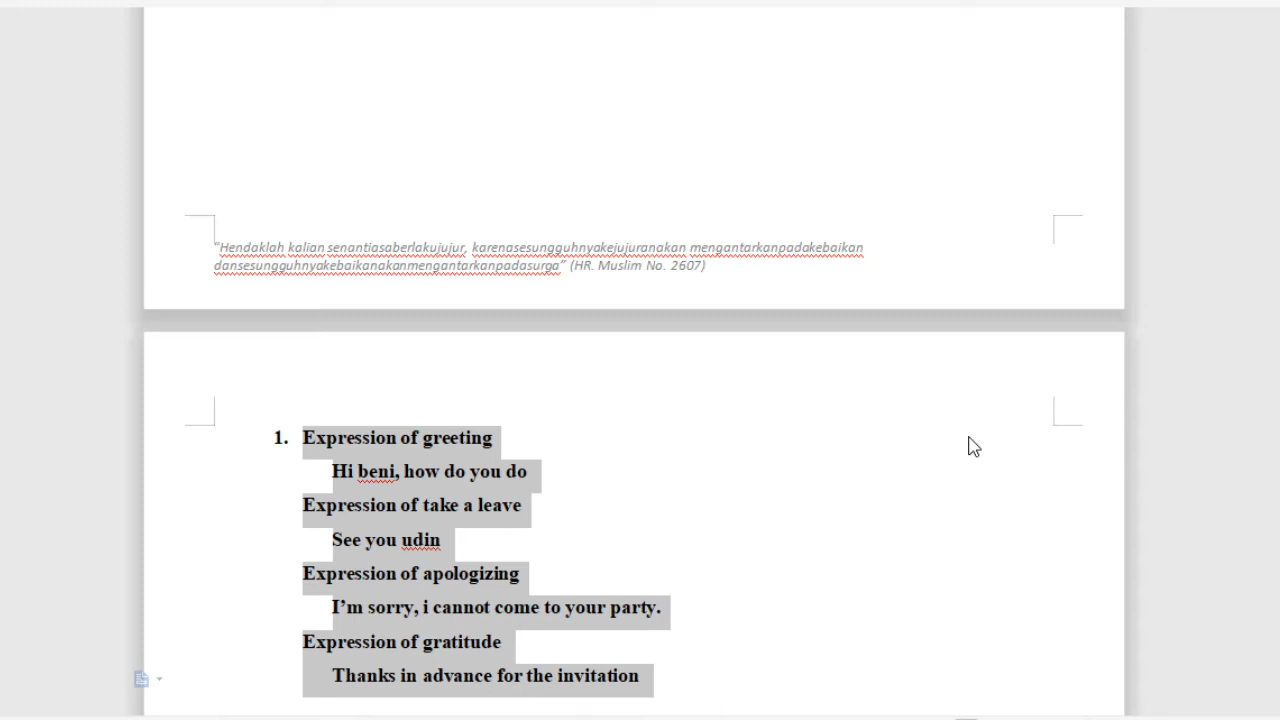 "Hendaklah kalian senantiasaberlakujujur, karenasesungguhnyakejujuranakan mengantarkanpadakebaikan
dansesungguhnyakebaikanakanmengantarkanpadasurga" (HR. Muslim No. 2607)
1. Expression of greeting
Hi beni, how do you do
Expression of take a leave
See you udin
Expression of apologizing
I'm sorry, i cannot come to your party.
Expression of gratitude
Thanks in advance for the invitation